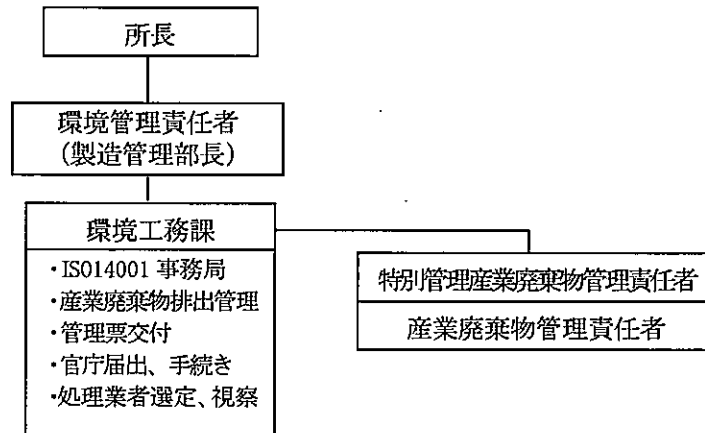 所長
環境管理責任者
(製造管理部長)
環境工務課
・ISO14001 事務局
・産業廃棄物排出管理
・管理票交付
・官庁届出、手続き
・処理業者選定、視察
特別管理産業廃棄物管理責任者
産業廃棄物管理責任者